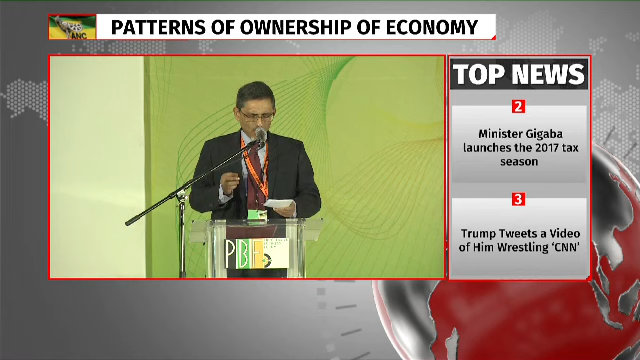 ANC
PATTERNS OF OWNERSHIP OF ECONOMY
TOP NEWS
2
Minister Gigaba
launches the 2017 tax
season
3
Trump Tweets a Video
of Him Wrestling ‘CNN’
PBF